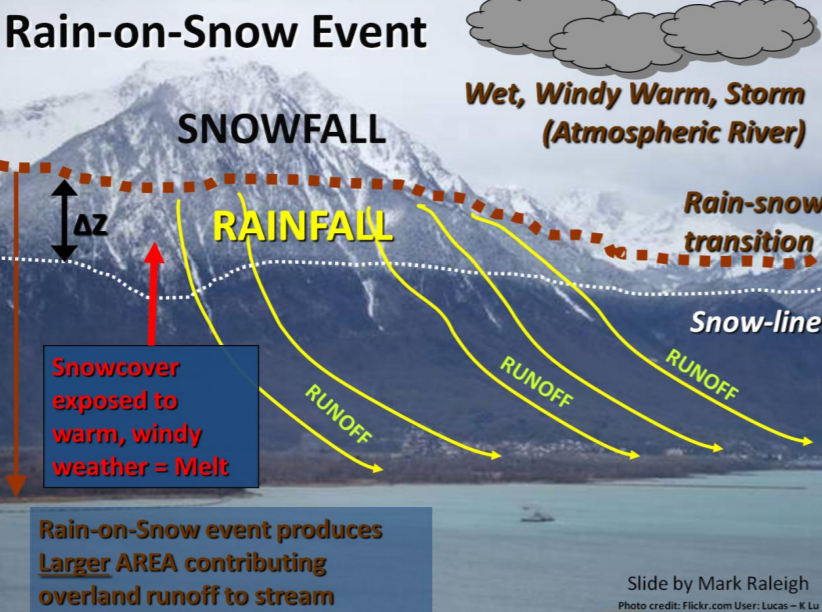 Rain-on-Snow Event
Wet, Windy Warm, Storm
(Atmospheric River)
SNOWFALL
Rain-snow
transition
ΔZ
RAINFALL
Snow-line
Snowcover
exposed to
warm, windy
weather = Melt
RUNOFF
RUNOFF
RUNOFF
Rain-on-Snow event produces
Larger AREA contributing
overland runoff to stream
Slide by Mark Raleigh
Photo credit: Flickr.com User: Lucas – K Lu